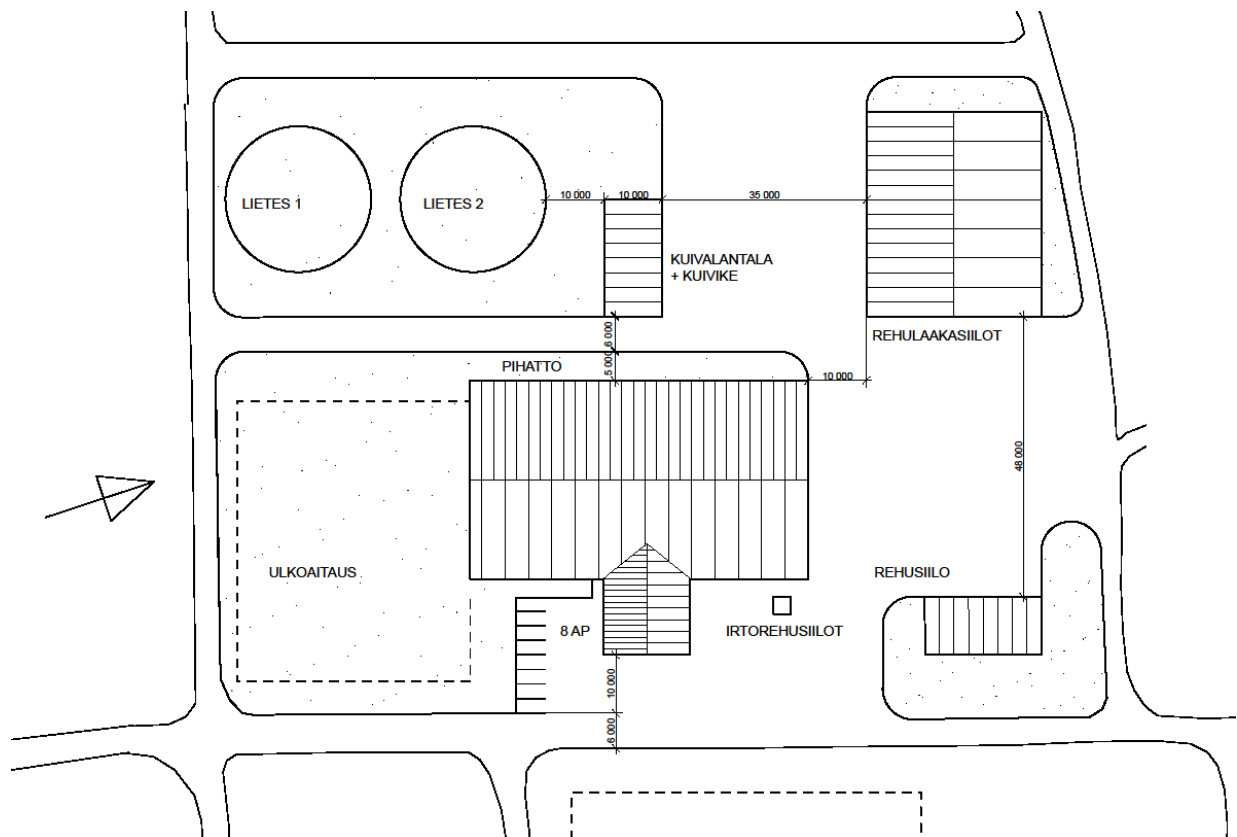 LIETES 1
LIETES 2
10 000
10 000
35 000
KUIVALANTALA
+ KUIVIKE
6 000
5 000
REHULAAKASIILOT
PIHATTO
10 000
48 000
ULKOAITAUS
REHUSIILO
8 AP
IRTOREHUSIILOT
10 000
6 000